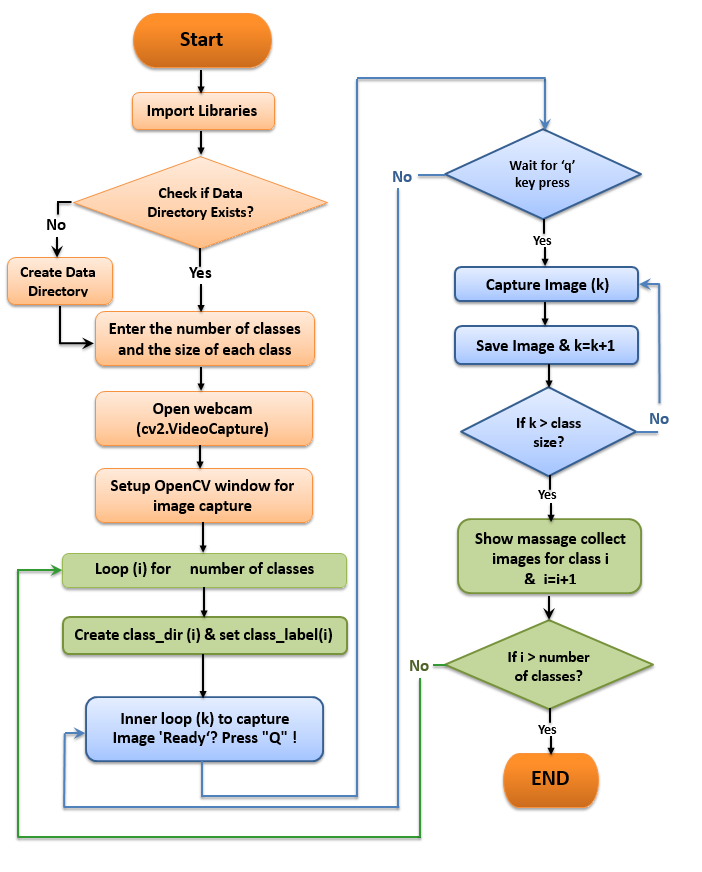 Start
Import Libraries
Check if Data
Directory Exists?
No
Create Data
Directory
Yes
Enter the number of classes
and the size of each class
Open webcam
(cv2.VideoCapture)
Setup OpenCV window for
image capture
Loop (i) for number of classes
Create class_dir (i) & set class_label(i)
Inner loop (k) to capture
Image 'Ready‘? Press "Q" !
Wait for ‘q’
key press
No
Yes
Capture Image (k)
Save Image & k=k+1
If k > class
size?
No
Yes
Show massage collect
images for class i
& i=i+1
If i > number
of classes?
No
Yes
END